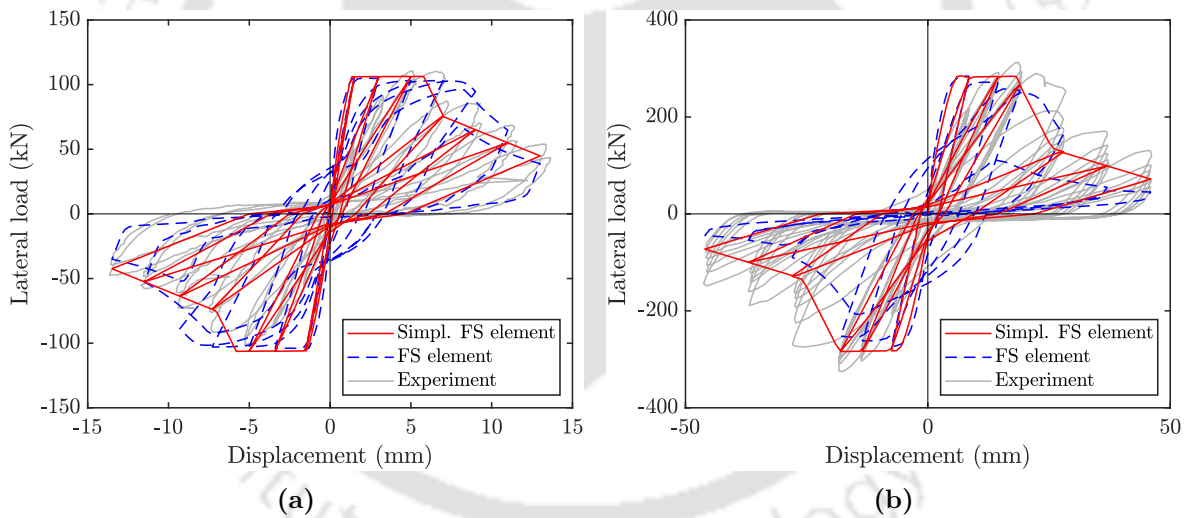 150
100
50
0
-50
-100
-150
-15
-10
-5
0
5
10
15
Lateral load (kN)
Displacement (mm)
Simpl. FS element
FS element
Experiment
(a)
400
200
0
-200
-400
-50
0
50
Lateral load (kN)
Displacement (mm)
Simpl. FS element
FS element
Experiment
(b)